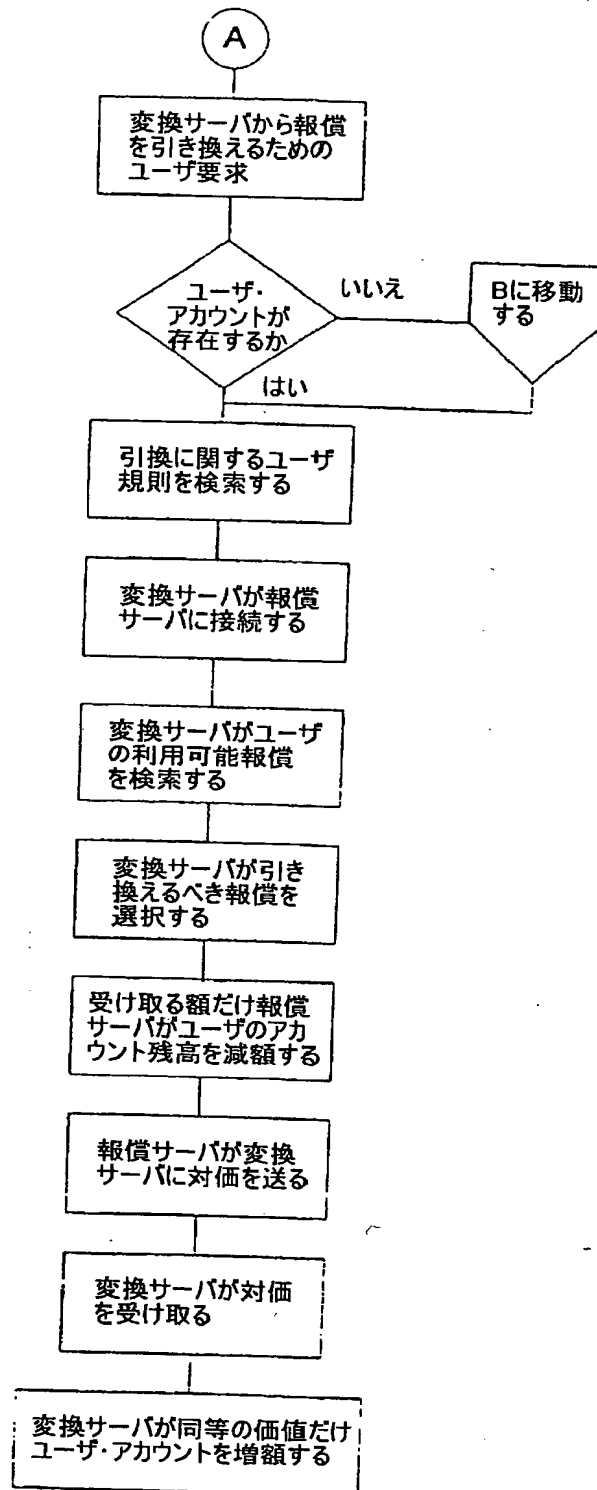 A
変換サーバから報償
を引き換えるための
ユーザ要求
ユーザ・
アカウントが
存在するか
いいえ
Bに移動
する
はい
引換に関するユーザ
規則を検索する
変換サーバが報償
サーバに接続する
変換サーバがユーザ
の利用可能報償
を検索する
変換サーバが引き
換えるべき報償を
選択する
受け取る額だけ報償
サーバがユーザのアカ
ウント残高を減額する
報償サーバが変換
サーバに対価を送る
変換サーバが対価
を受け取る
変換サーバが同等の価値だけ
ユーザ・アカウントを増額する